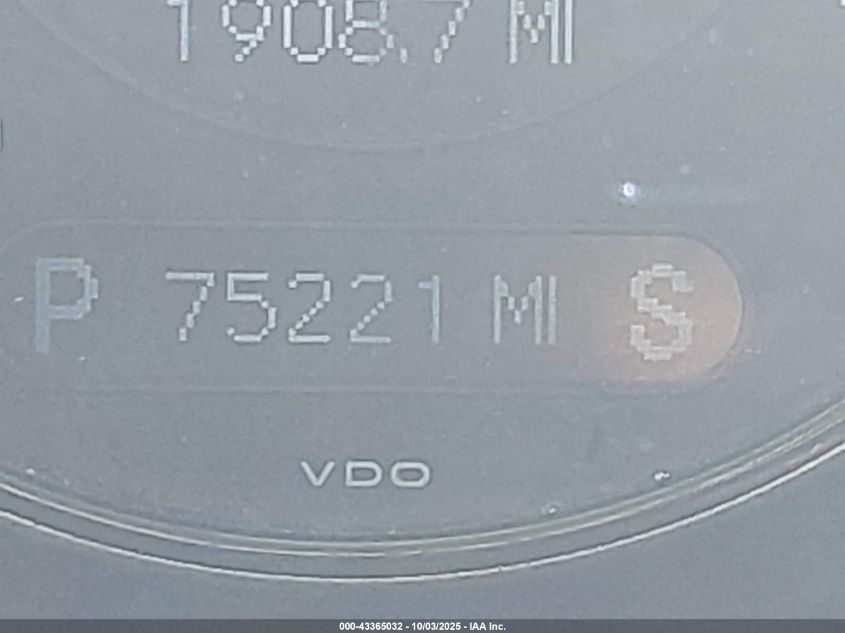 1908.7 MI
P 75221 MI S
VDO
000-43365032 - 10/03/2025 - IAA Inc.